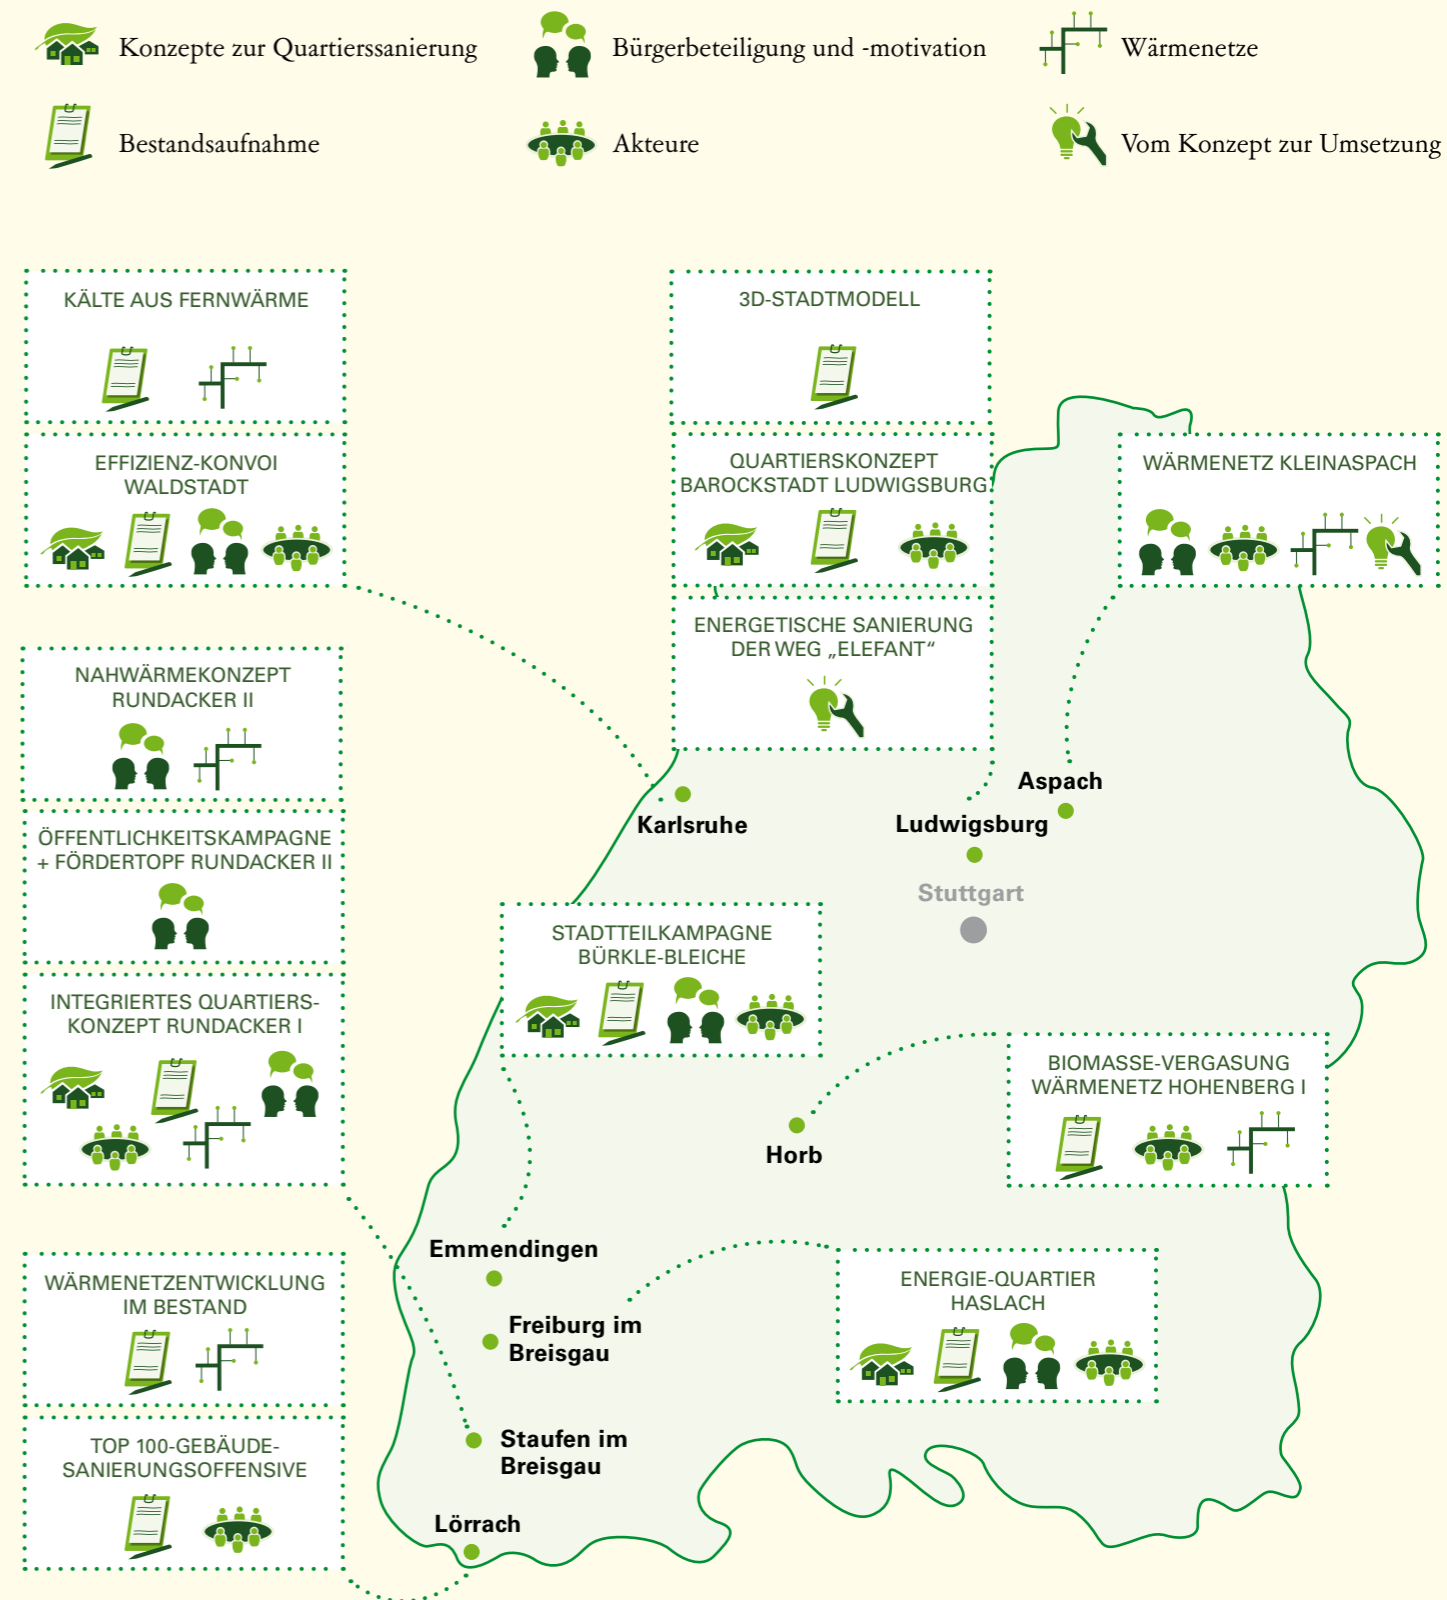 Konzepte zur Quartierssanierung
Bürgerbeteiligung und -motivation
Wärmenetze
Bestandsaufnahme
Akteure
Vom Konzept zur Umsetzung
KÄLTE AUS FERNWÄRME
EFFIZIENZ-KONVOI
WALDSTADT
3D-STADTMODELL
QUARTIERSKONZEPT
BAROCKSTADT LUDWIGSBURG
ENERGETISCHE SANIERUNG
DER WEG „ELEFANT“
WÄRMENETZ KLEINASPACH
NAHWÄRMEKONZEPT
RUNDACKER II
ÖFFENTLICHKEITSKAMPAGNE
+ FÖRDERTOPF RUNDACKER II
INTEGRIERTES QUARTIERS-
KONZEPT RUNDACKER I
Aspach
Karlsruhe
Ludwigsburg
Stuttgart
STADTTEILKAMPAGNE
BÜRKLE-BLEICHE
BIOMASSE-VERGASUNG
WÄRMENETZ HOHENBERG I
Horb
Emmendingen
Freiburg im
Breisgau
ENERGIE-QUARTIER
HASLACH
WÄRMENETZENTWICKLUNG
IM BESTAND
TOP 100-GEBÄUDE-
SANIERUNGSOFFENSIVE
Staufen im
Breisgau
Lörrach